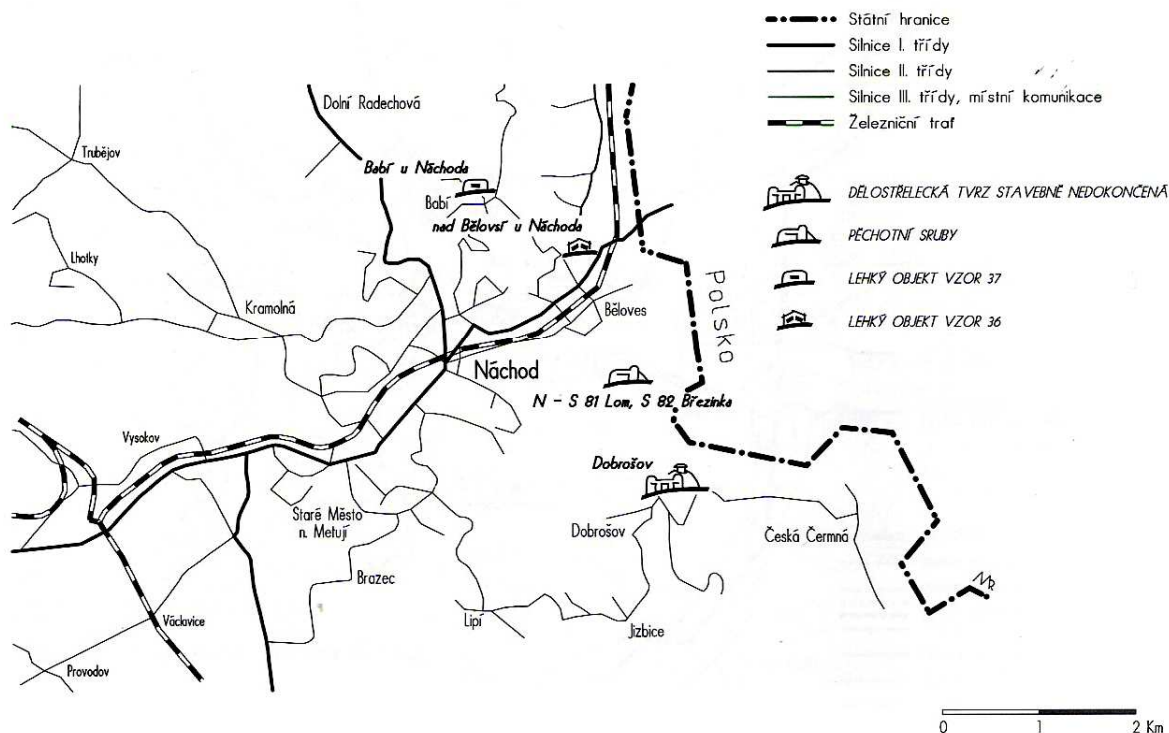 Státní hranice
Silnice I. třídy
Silnice II. třídy
Silnice III. třídy, místní komunikace
Železniční trať
DĚLOSTŘELECKÁ TVRZ STAVEBNĚ NEDOKONČENÁ
PĚCHOTNÍ SRUBY
LEHKÝ OBJEKT VZOR 37
LEHKÝ OBJEKT VZOR 36
Dolní Radechová
Trubějov
Babí u Náchoda
Babí
nad Bělovsí u Náchoda
Lhotky
Kramolná
Běloves
Polsko
Náchod
N - S 81 Lom, S 82 Březinka
Vysokov
Dobrošov
Staré Město
n. Metují
Dobrošov
Česká Čermná
Brazec
Václavice
Lipí
Jizbice
Provodov
0 1 2 Km